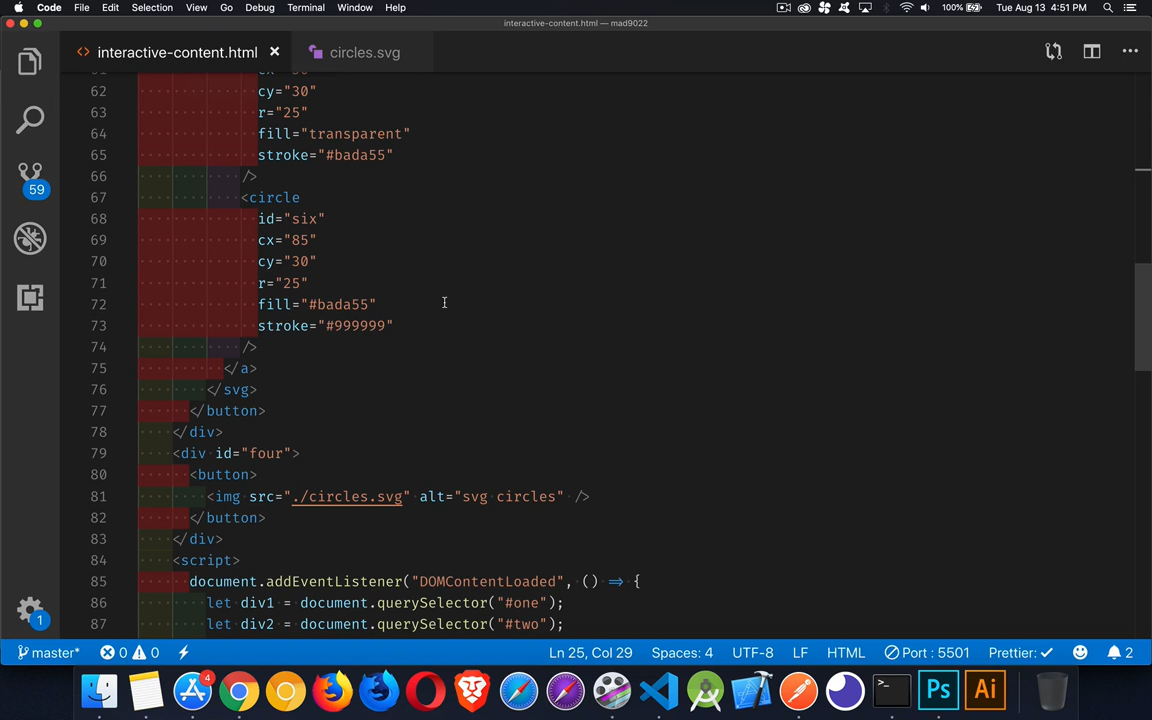 Code File Edit Selection View Go Debug Terminal Window Help 100% Tue Aug 13 4:51 PM
interactive-content.html — mad9022
interactive-content.html circles.svg
62 cy="30"
63 r="25"
64 fill="transparent"
65 stroke="#bada55"
66 />
67 <circle
68 id="six"
69 cx="85"
70 cy="30"
71 r="25"
72 fill="#bada55"
73 stroke="#999999"
74 />
75 </a>
76 </svg>
77 </button>
78 </div>
79 <div id="four">
80 <button>
81 <img src="./circles.svg" alt="svg circles" />
82 </button>
83 </div>
84 <script>
85 document.addEventListener("DOMContentLoaded", () => {
86 let div1 = document.querySelector("#one");
87 let div2 = document.querySelector("#two");
59
1
master* 0 0 Ln 25, Col 29 Spaces: 4 UTF-8 LF HTML Port : 5501 Prettier: 2
4
Ps Ai